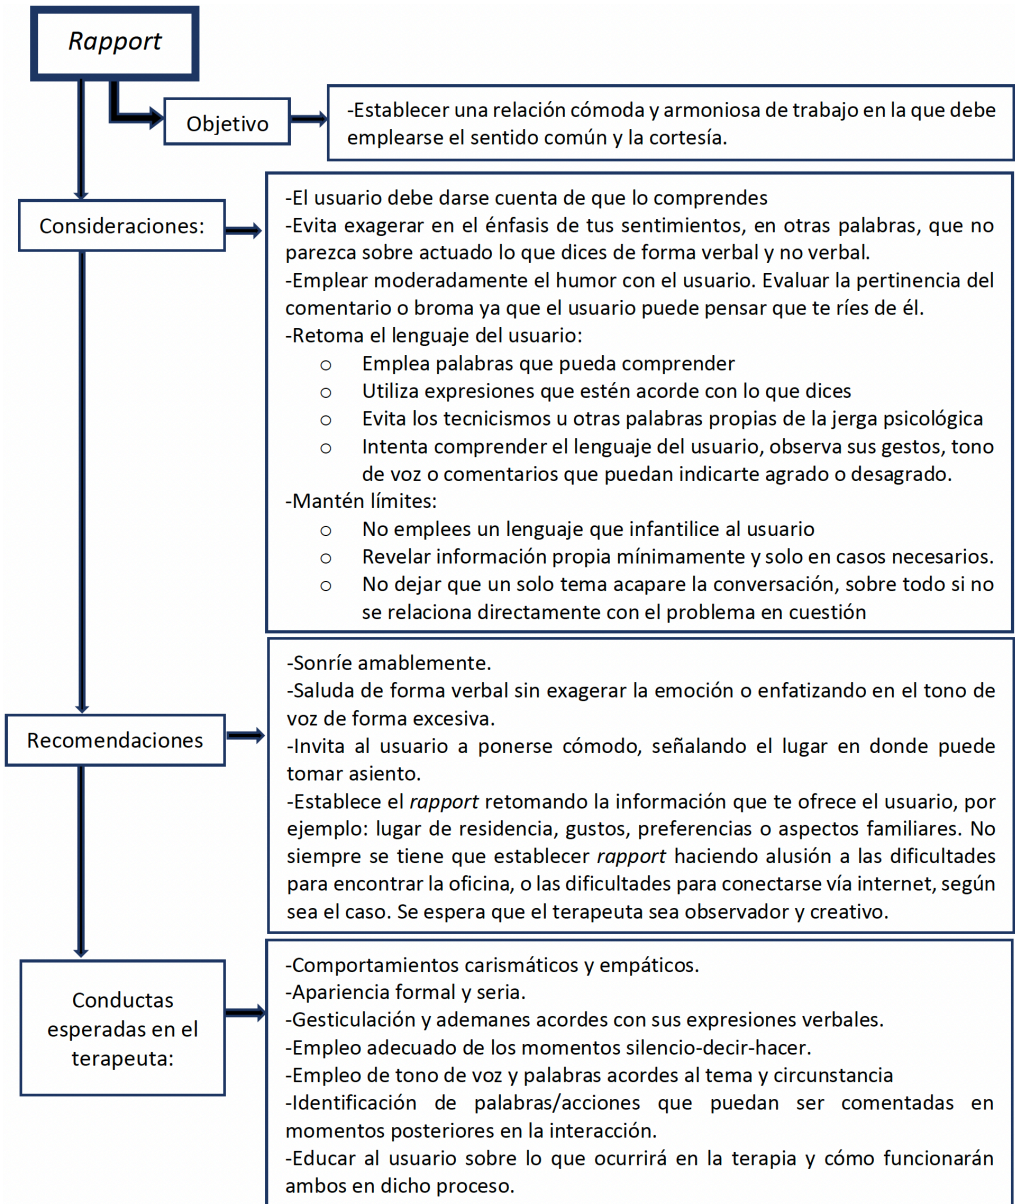 Rapport
Objetivo
-Establecer una relación cómoda y armoniosa de trabajo en la que debe
emplearse el sentido común y la cortesía.
Consideraciones:
-El usuario debe darse cuenta de que lo comprendes
-Evita exagerar en el énfasis de tus sentimientos, en otras palabras, que no
parezca sobre actuado lo que dices de forma verbal y no verbal.
-Emplear moderadamente el humor con el usuario. Evaluar la pertinencia del
comentario o broma ya que el usuario puede pensar que te ríes de él.
-Retoma el lenguaje del usuario:
o Emplea palabras que pueda comprender
o Utiliza expresiones que estén acorde con lo que dices
o Evita los tecnicismos u otras palabras propias de la jerga psicológica
o Intenta comprender el lenguaje del usuario, observa sus gestos, tono
de voz o comentarios que puedan indicarte agrado o desagrado.
-Mantén límites:
o No emplees un lenguaje que infantilice al usuario
o Revelar información propia mínimamente y solo en casos necesarios.
o No dejar que un solo tema acapare la conversación, sobre todo si no
se relaciona directamente con el problema en cuestión
Recomendaciones
-Sonríe amablemente.
-Saluda de forma verbal sin exagerar la emoción o enfatizando en el tono de
voz de forma excesiva.
-Invita al usuario a ponerse cómodo, señalando el lugar en donde puede
tomar asiento.
-Establece el rapport retomando la información que te ofrece el usuario, por
ejemplo: lugar de residencia, gustos, preferencias o aspectos familiares. No
siempre se tiene que establecer rapport haciendo alusión a las dificultades
para encontrar la oficina, o las dificultades para conectarse vía internet, según
sea el caso. Se espera que el terapeuta sea observador y creativo.
Conductas
esperadas en el
terapeuta:
-Comportamientos carismáticos y empáticos.
-Apariencia formal y seria.
-Gesticulación y ademanes acordes con sus expresiones verbales.
-Empleo adecuado de los momentos silencio-decir-hacer.
-Empleo de tono de voz y palabras acordes al tema y circunstancia
-Identificación de palabras/acciones que puedan ser comentadas en
momentos posteriores en la interacción.
-Educar al usuario sobre lo que ocurrirá en la terapia y cómo funcionarán
ambos en dicho proceso.